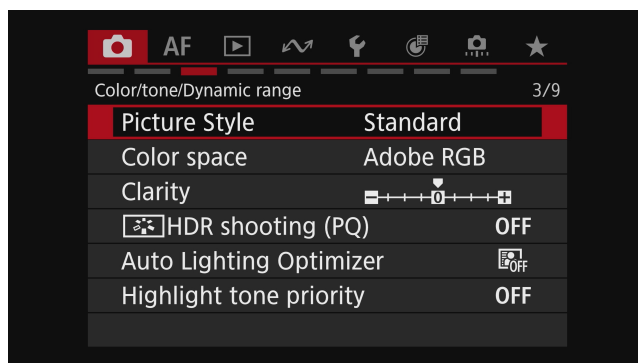 AF
Color/tone/Dynamic range 3/9
Picture Style Standard
Color space Adobe RGB
Clarity 0
HDR shooting (PQ) OFF
Auto Lighting Optimizer OFF
Highlight tone priority OFF